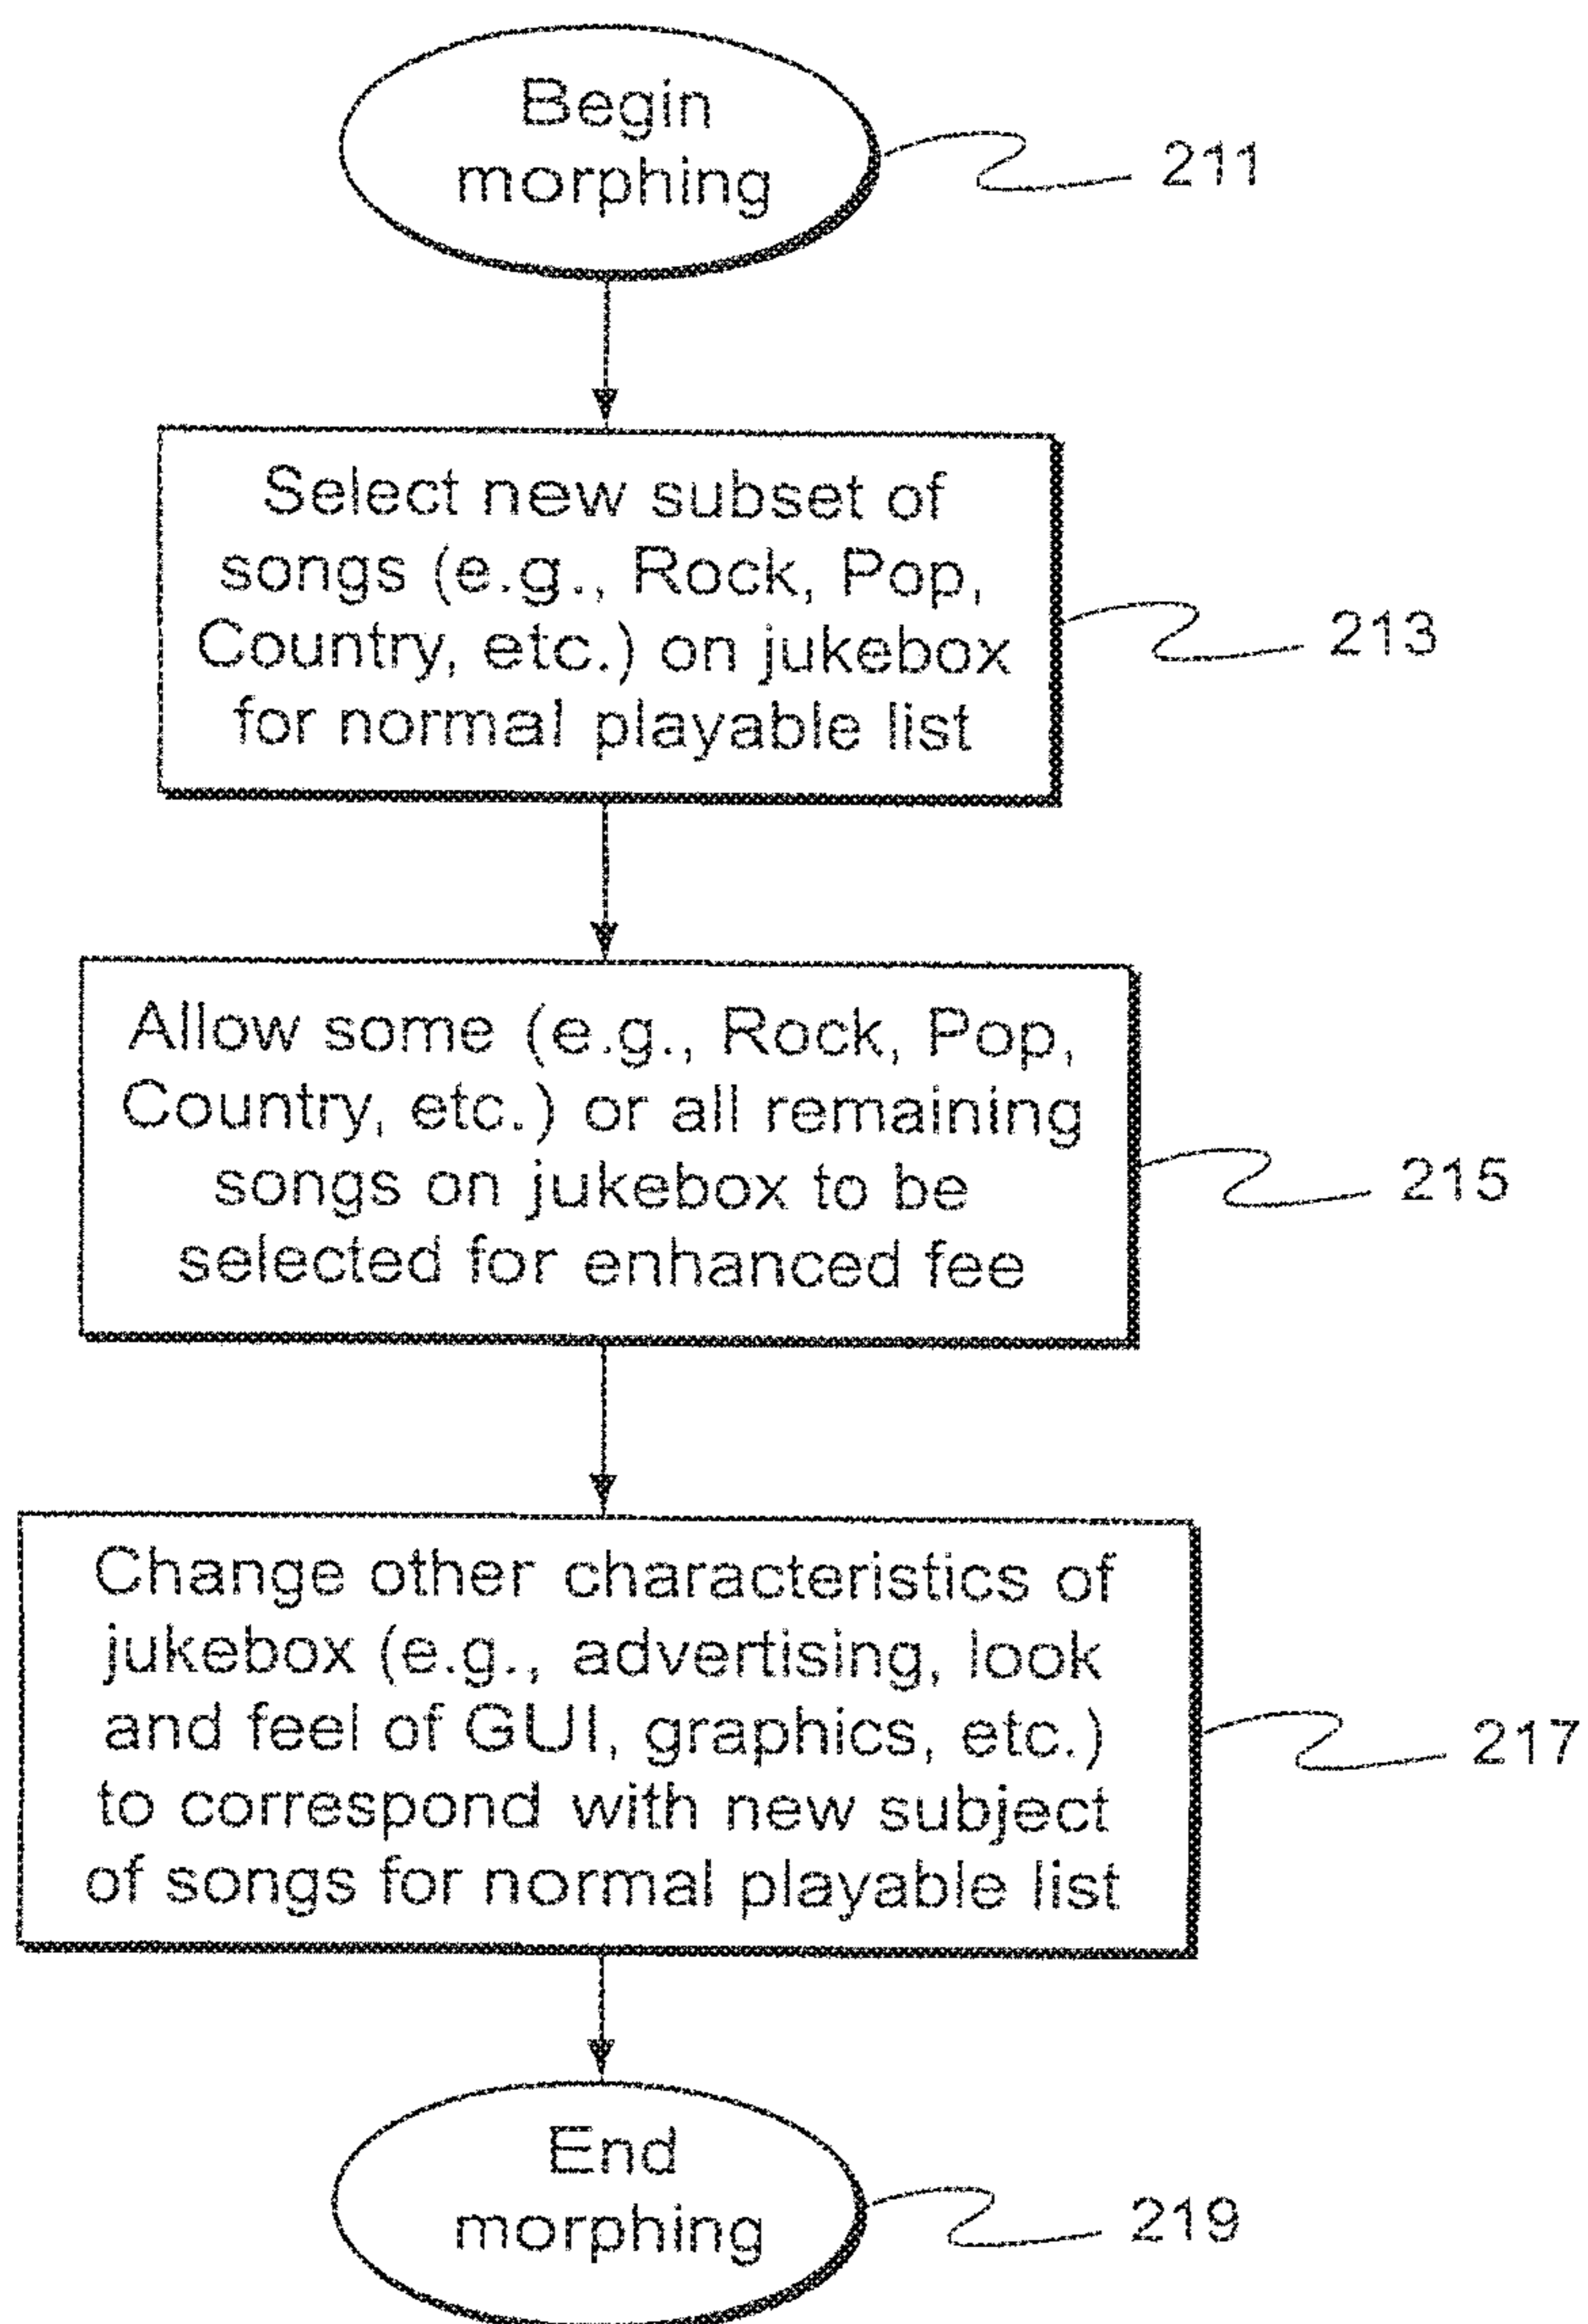 Begin
morphing
211
Select new subset of
songs (e.g., Rock, Pop,
Country, etc.) on jukebox
for normal playable list
213
Allow some (e.g., Rock, Pop,
Country, etc.) or all remaining
songs on jukebox to be
selected for enhanced fee
215
Change other characteristics of
jukebox (e.g., advertising, look
and feel of GUI, graphics, etc.)
to correspond with new subject
of songs for normal playable list
217
End
morphing
219